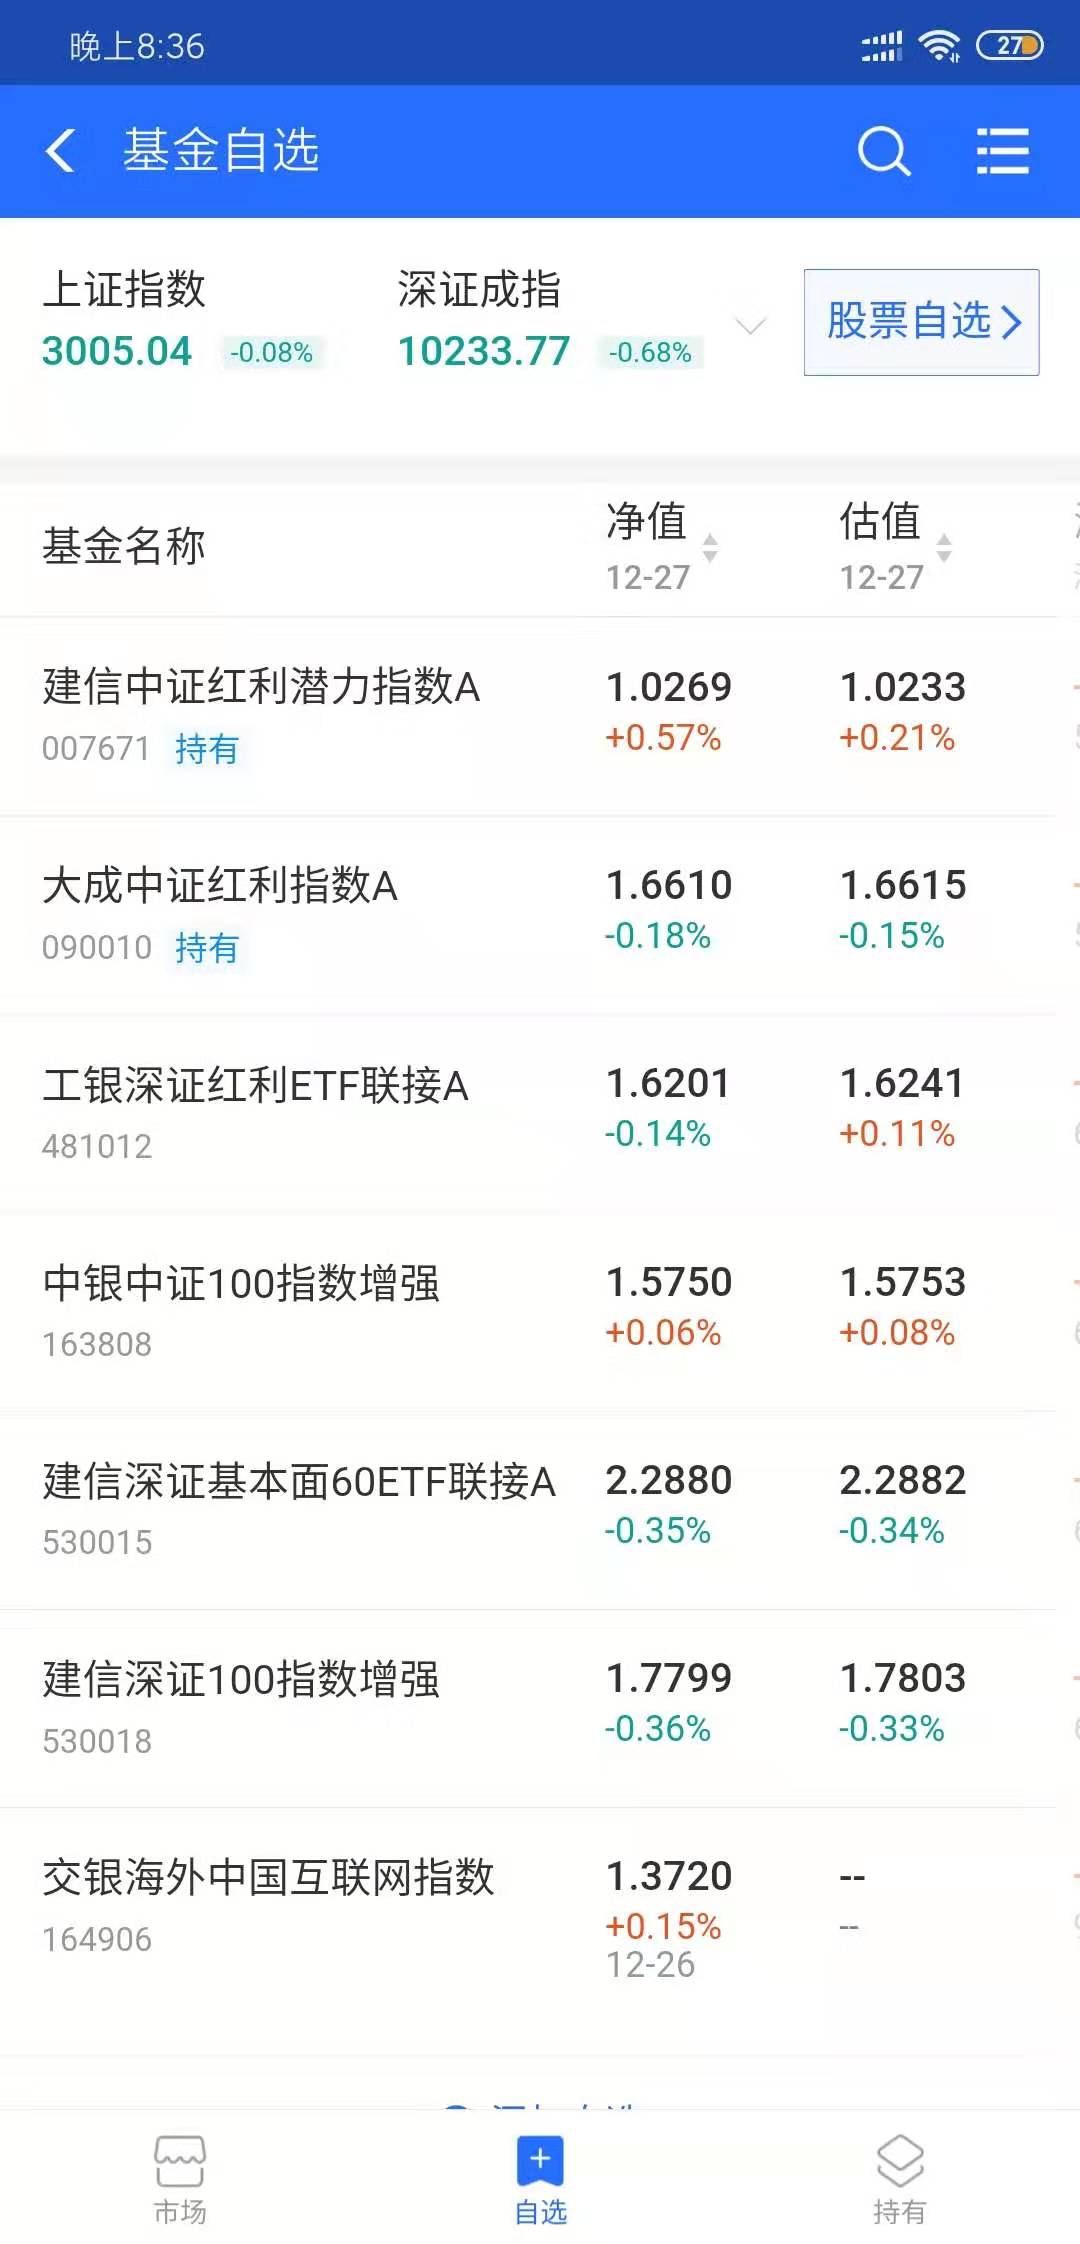 晚上8:36
27
基金自选
上证指数
深证成指
3005.04 -0.08%
10233.77 -0.68%
股票自选
基金名称
净值
12-27
估值
12-27
建信中证红利潜力指数A
007671 持有
1.0269
+0.57%
1.0233
+0.21%
大成中证红利指数A
090010 持有
1.6610
-0.18%
1.6615
-0.15%
工银深证红利ETF联接A
481012
1.6201
-0.14%
1.6241
+0.11%
中银中证100指数增强
163808
1.5750
+0.06%
1.5753
+0.08%
建信深证基本面60ETF联接A
530015
2.2880
-0.35%
2.2882
-0.34%
建信深证100指数增强
530018
1.7799
-0.36%
1.7803
-0.33%
交银海外中国互联网指数
164906
1.3720
+0.15%
12-26
--
--
市场
自选
持有